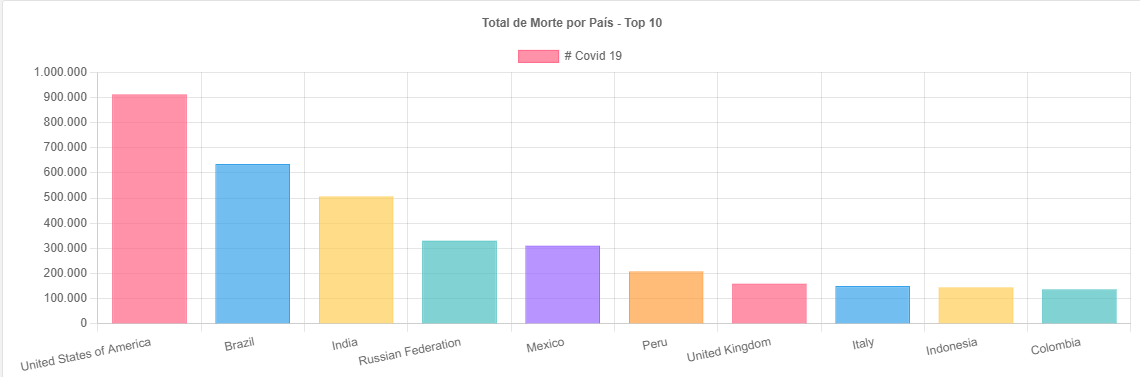 Total de Morte por País - Top 10
# Covid 19
1.000.000
900.000
800.000
700.000
600.000
500.000
400.000
300.000
200.000
100.000
0
United States of America
Brazil
India
Russian Federation
Mexico
Peru
United Kingdom
Italy
Indonesia
Colombia